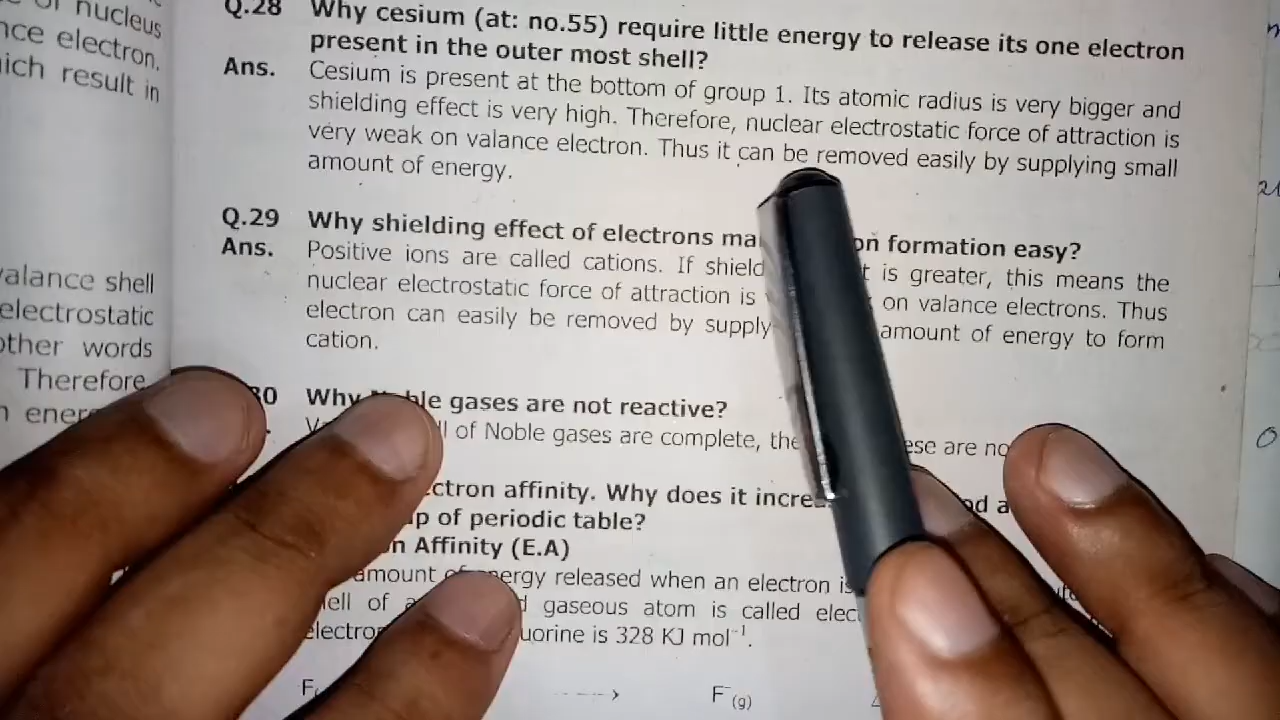 nucleus
nce electron.
ich result in
valance shell
electrostatic
other words
Therefore
Q.28 Why cesium (at: no.55) require little energy to release its one electron
present in the outer most shell?
Ans. Cesium is present at the bottom of group 1. Its atomic radius is very bigger and
shielding effect is very high. Therefore, nuclear electrostatic force of attraction is
very weak on valance electron. Thus it can be removed easily by supplying small
amount of energy.
Q.29 Why shielding effect of electrons ma on formation easy?
Ans. Positive ions are called cations. If shield t is greater, this means the
nuclear electrostatic force of attraction is on valance electrons. Thus
electron can easily be removed by supply amount of energy to form
cation.
30 Why Noble gases are not reactive?
ll of Noble gases are complete, the ese are no
ctron affinity. Why does it incre
p of periodic table?
n Affinity (E.A)
amount of energy released when an electron is
ell of a d gaseous atom is called elec
electro uorine is 328 KJ mol⁻¹.
F ----> F⁻(g)